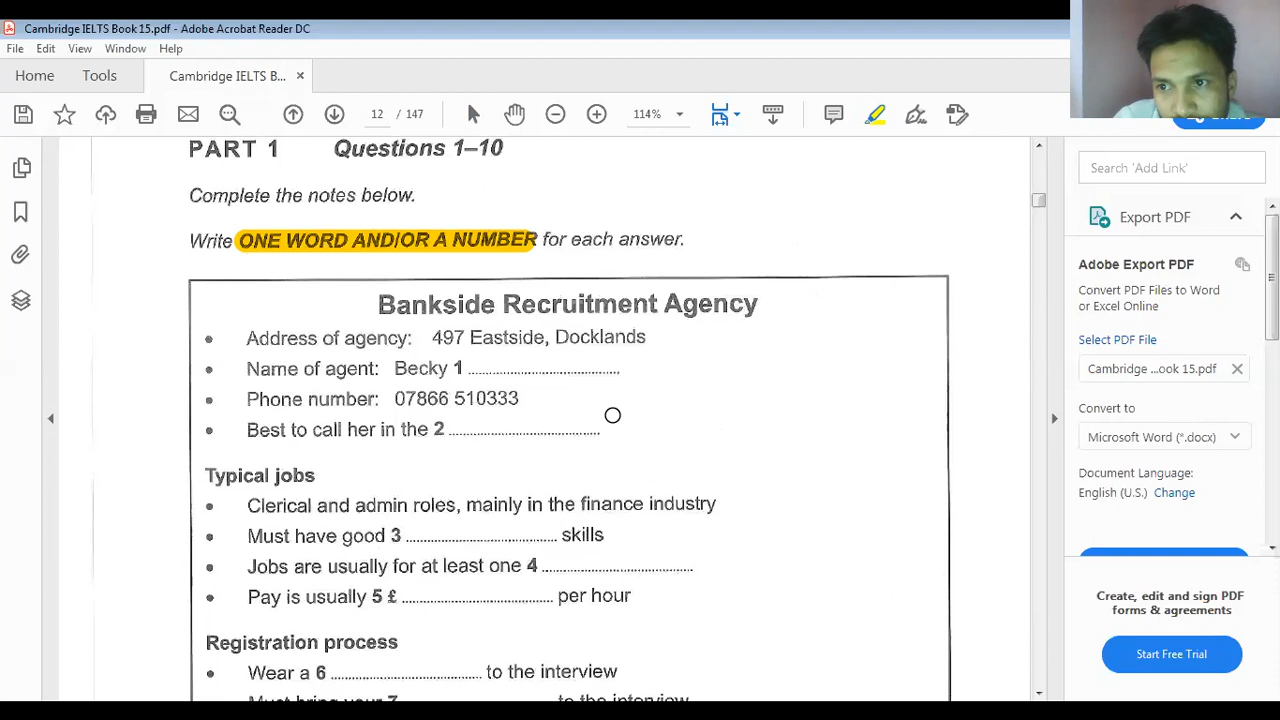 Cambridge IELTS Book 15.pdf - Adobe Acrobat Reader DC
File Edit View Window Help
Home Tools Cambridge IELTS B... ×
12 / 147 114%
PART 1 Questions 1–10
Complete the notes below.
Write ONE WORD AND/OR A NUMBER for each answer.
Bankside Recruitment Agency
• Address of agency: 497 Eastside, Docklands
• Name of agent: Becky 1 ......................................
• Phone number: 07866 510333
• Best to call her in the 2 ......................................
Typical jobs
• Clerical and admin roles, mainly in the finance industry
• Must have good 3 ...................................... skills
• Jobs are usually for at least one 4 ......................................
• Pay is usually 5 £ ...................................... per hour
Registration process
• Wear a 6 ...................................... to the interview
• Must bring your 7 ...................................... to the interview
Search 'Add Link'
Export PDF
Adobe Export PDF
Convert PDF Files to Word
or Excel Online
Select PDF File
Cambridge ...ook 15.pdf ×
Convert to
Microsoft Word (*.docx)
Document Language:
English (U.S.) Change
Create, edit and sign PDF
forms & agreements
Start Free Trial